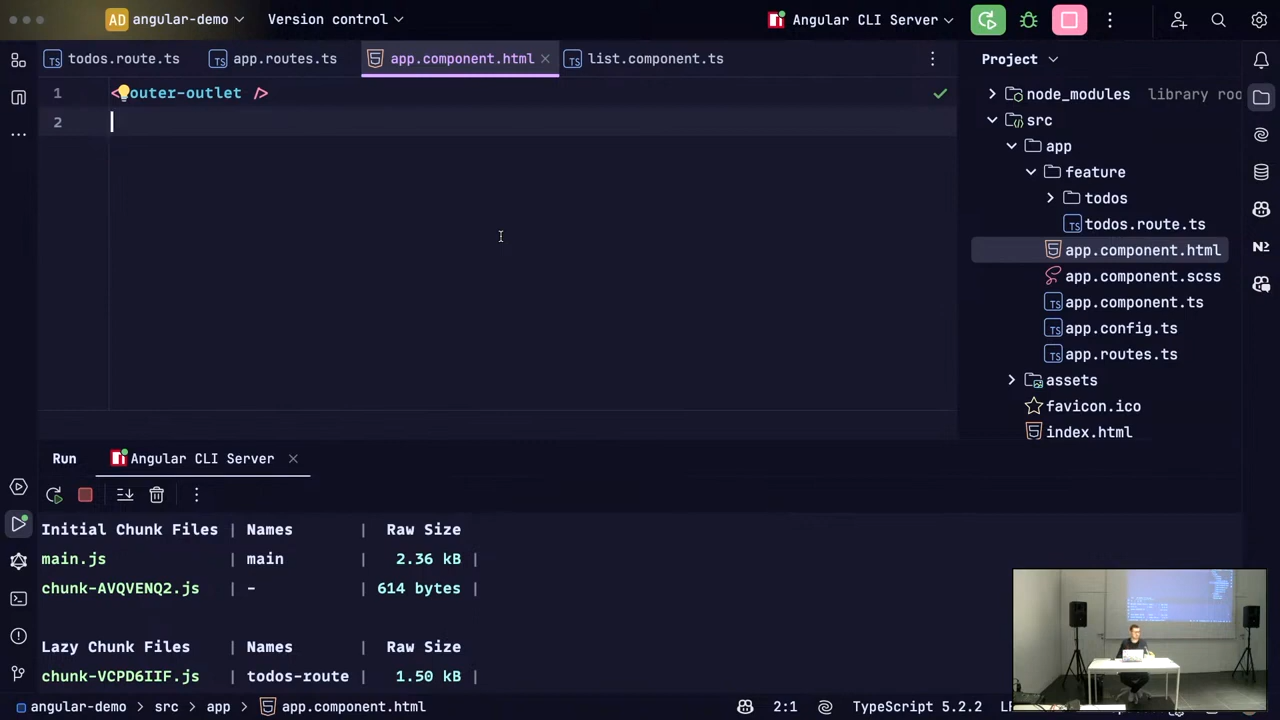 AD angular-demo
Version control
Angular CLI Server
todos.route.ts
app.routes.ts
app.component.html
list.component.ts
Project
1 <router-outlet />
2
node_modules library roo
src
app
feature
todos
todos.route.ts
app.component.html
app.component.scss
app.component.ts
app.config.ts
app.routes.ts
assets
favicon.ico
index.html
N2
Run
Angular CLI Server
Initial Chunk Files | Names | Raw Size
main.js | main | 2.36 kB |
chunk-AVQVENQ2.js | - | 614 bytes |
Lazy Chunk Files | Names | Raw Size
chunk-VCPD6IIF.js | todos-route | 1.50 kB |
angular-demo > src > app > app.component.html
2:1
TypeScript 5.2.2